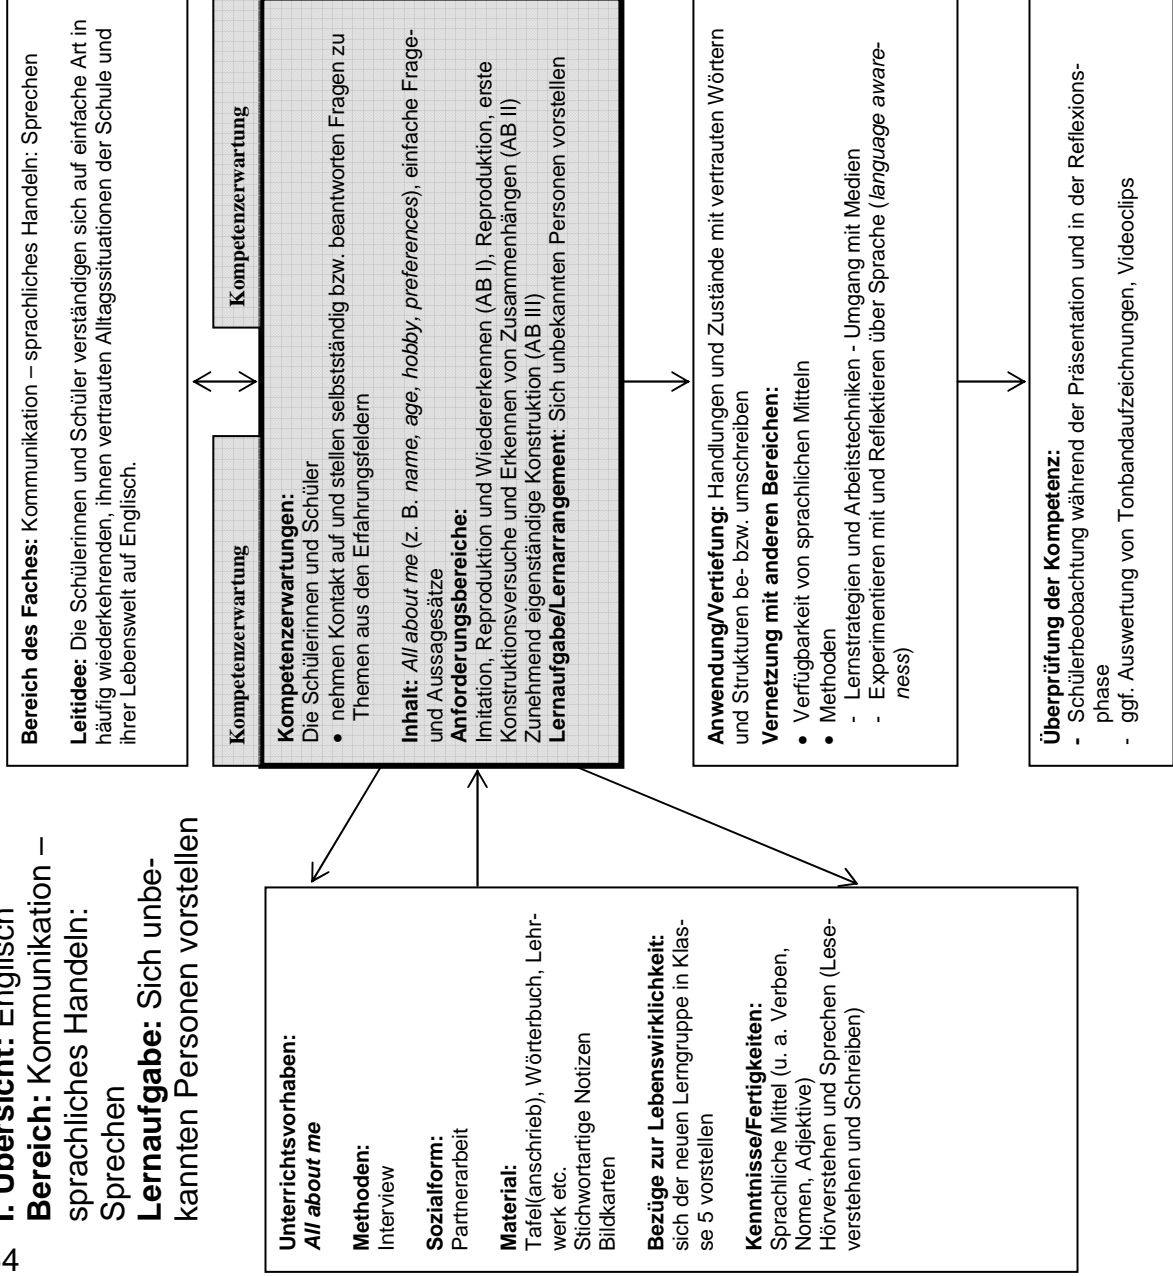 I. Übersicht: Englisch
Bereich: Kommunikation –
sprachliches Handeln:
Sprechen
Lernaufgabe: Sich unbe-
kannten Personen vorstellen
Bereich des Faches: Kommunikation – sprachliches Handeln: Sprechen
Leitidee: Die Schülerinnen und Schüler verständigen sich auf einfache Art in
häufig wiederkehrenden, ihnen vertrauten Alltagssituationen der Schule und
ihrer Lebenswelt auf Englisch.
Kompetenzerwartung
Kompetenzerwartung
Kompetenzerwartungen:
Die Schülerinnen und Schüler
• nehmen Kontakt auf und stellen selbstständig bzw. beantworten Fragen zu
Themen aus den Erfahrungsfeldern
Inhalt: All about me (z. B. name, age, hobby, preferences), einfache Frage-
und Aussagesätze
Anforderungsbereiche:
Imitation, Reproduktion und Wiedererkennen (AB I), Reproduktion, erste
Konstruktionsversuche und Erkennen von Zusammenhängen (AB II)
Zunehmend eigenständige Konstruktion (AB III)
Lernaufgabe/Lernarrangement: Sich unbekannten Personen vorstellen
Unterrichtsvorhaben:
All about me
Methoden:
Interview
Sozialform:
Partnerarbeit
Material:
Tafel(anschrieb), Wörterbuch, Lehr-
werk etc.
Stichwortartige Notizen
Bildkarten
Bezüge zur Lebenswirklichkeit:
sich der neuen Lerngruppe in Klas-
se 5 vorstellen
Kenntnisse/Fertigkeiten:
Sprachliche Mittel (u. a. Verben,
Nomen, Adjektive)
Hörverstehen und Sprechen (Lese-
verstehen und Schreiben)
Anwendung/Vertiefung: Handlungen und Zustände mit vertrauten Wörtern
und Strukturen be- bzw. umschreiben
Vernetzung mit anderen Bereichen:
• Verfügbarkeit von sprachlichen Mitteln
• Methoden
- Lernstrategien und Arbeitstechniken - Umgang mit Medien
- Experimentieren mit und Reflektieren über Sprache (language aware-
ness)
Überprüfung der Kompetenz:
- Schülerbeobachtung während der Präsentation und in der Reflexions-
phase
- ggf. Auswertung von Tonbandaufzeichnungen, Videoclips